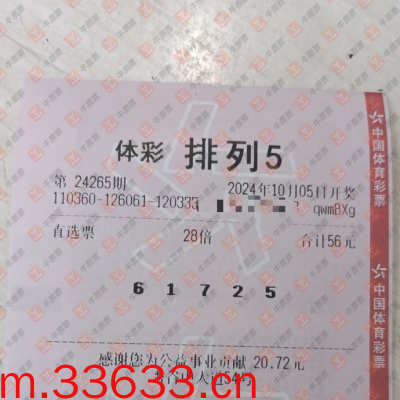 体彩 排列5
第 24265期 2024年10月05日开奖
110360-126061-120333 qwmBXg
直选票 28倍 合计56元
6 1 7 2 5
感谢您为公益事业贡献 20.72元
m.33633.cn
中国体育彩票
中国体育彩票